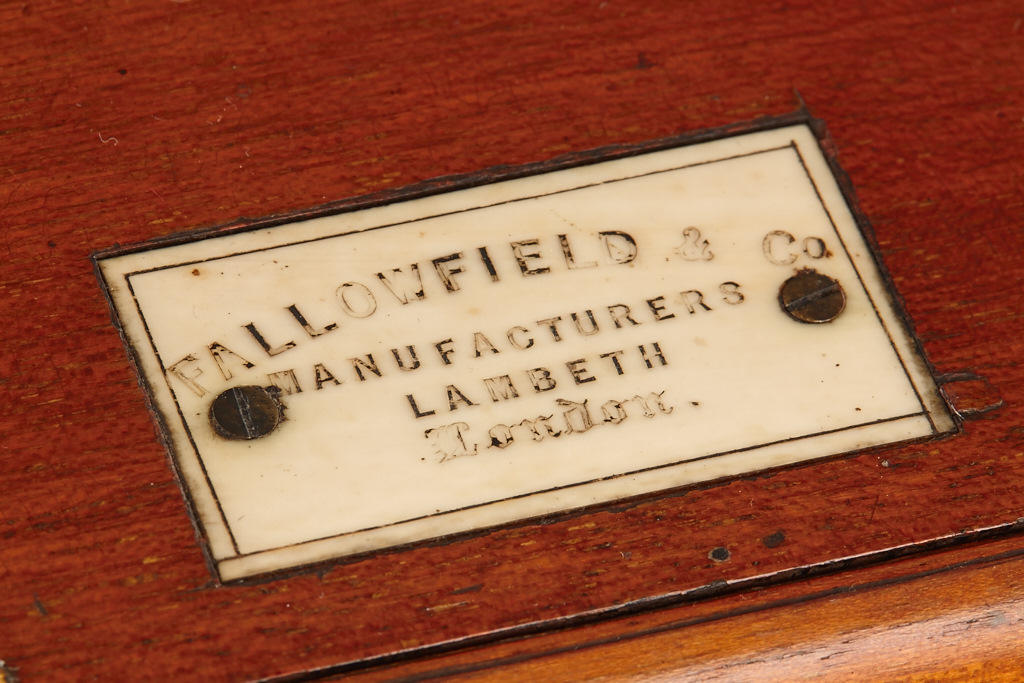 FALLOWFIELD & Co
MANUFACTURERS
LAMBETH
London.